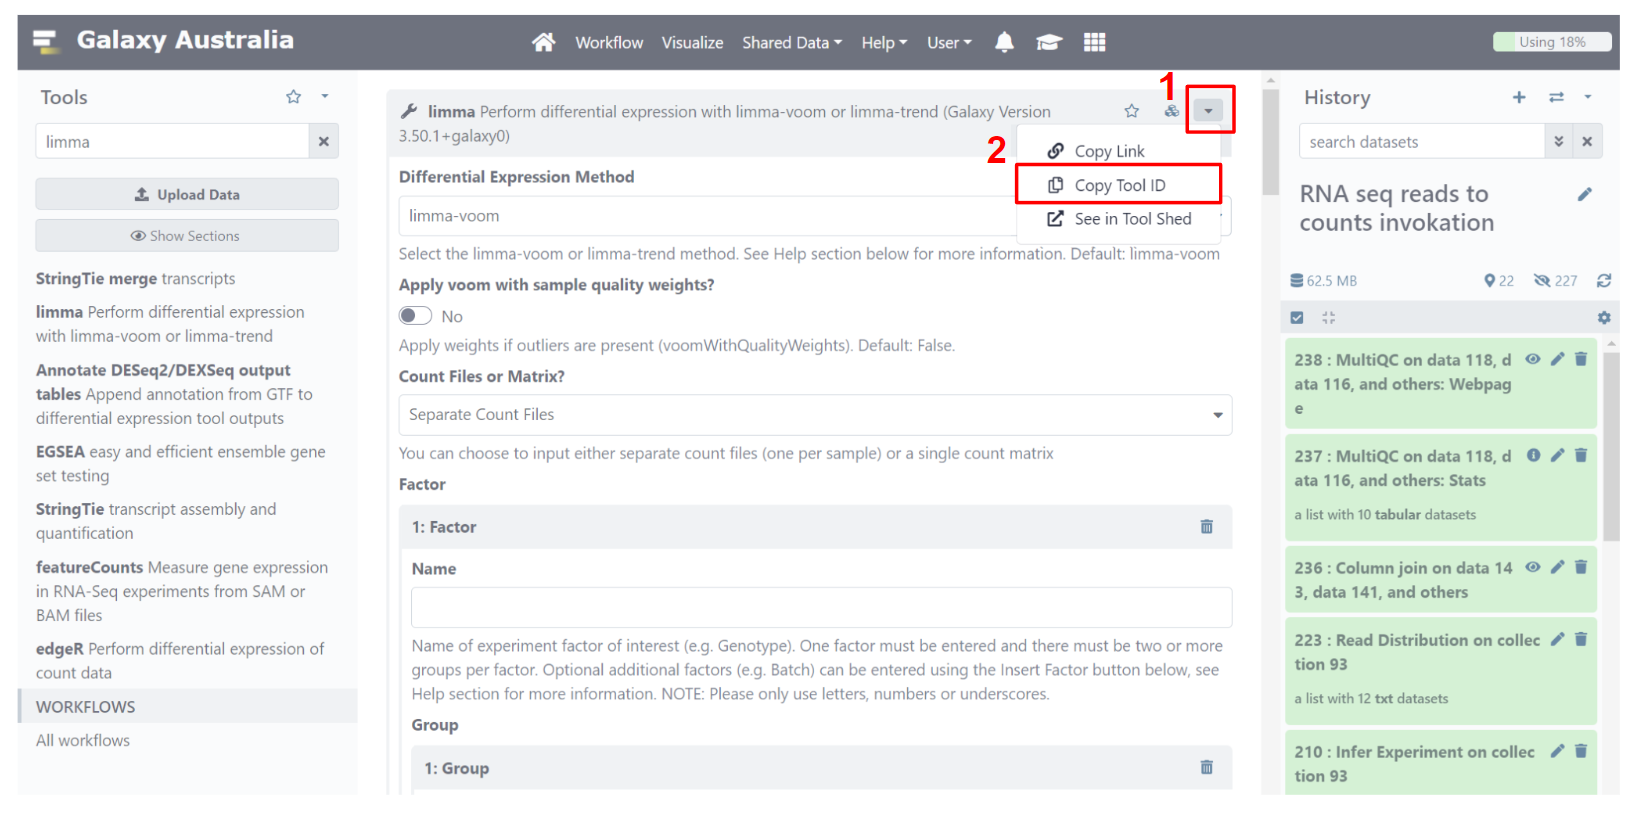 Galaxy Australia
Workflow Visualize Shared Data Help User
Using 18%
Tools
limma
Upload Data
Show Sections
StringTie merge transcripts
limma Perform differential expression
with limma-voom or limma-trend
Annotate DESeq2/DEXSeq output
tables Append annotation from GTF to
differential expression tool outputs
EGSEA easy and efficient ensemble gene
set testing
StringTie transcript assembly and
quantification
featureCounts Measure gene expression
in RNA-Seq experiments from SAM or
BAM files
edgeR Perform differential expression of
count data
WORKFLOWS
All workflows
1
limma Perform differential expression with limma-voom or limma-trend (Galaxy Version
3.50.1+galaxy0)
2
Copy Link
Copy Tool ID
See in Tool Shed
Differential Expression Method
limma-voom
Select the limma-voom or limma-trend method. See Help section below for more information. Default: limma-voom
Apply voom with sample quality weights?
No
Apply weights if outliers are present (voomWithQualityWeights). Default: False.
Count Files or Matrix?
Separate Count Files
You can choose to input either separate count files (one per sample) or a single count matrix
Factor
1: Factor
Name
Name of experiment factor of interest (e.g. Genotype). One factor must be entered and there must be two or more
groups per factor. Optional additional factors (e.g. Batch) can be entered using the Insert Factor button below, see
Help section for more information. NOTE: Please only use letters, numbers or underscores.
Group
1: Group
History
search datasets
RNA seq reads to
counts invokation
62.5 MB 22 227
238 : MultiQC on data 118, d
ata 116, and others: Webpag
e
237 : MultiQC on data 118, d
ata 116, and others: Stats
a list with 10 tabular datasets
236 : Column join on data 14
3, data 141, and others
223 : Read Distribution on collec
tion 93
a list with 12 txt datasets
210 : Infer Experiment on collec
tion 93